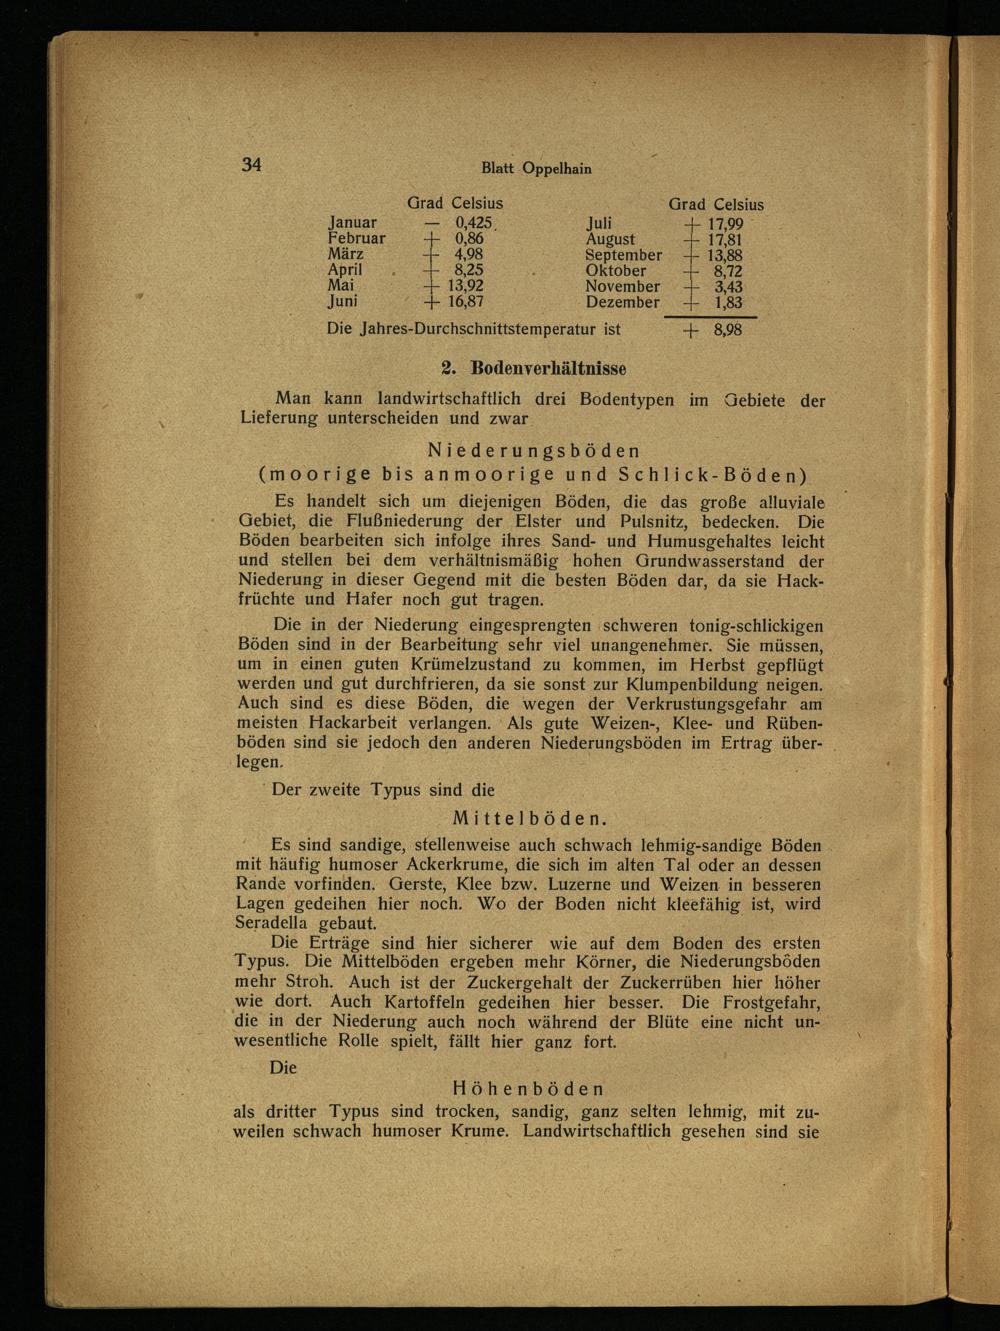 34
Blatt Oppelhain
Grad Celsius Grad Celsius
Januar — 0,425 Juli + 17,99
Februar + 0,86 August + 17,81
März + 4,98 September + 13,88
April + 8,25 Oktober + 8,72
Mai + 13,92 November + 3,43
Juni + 16,87 Dezember + 1,83
Die Jahres-Durchschnittstemperatur ist + 8,98
2. Bodenverhältnisse
Man kann landwirtschaftlich drei Bodentypen im Gebiete der
Lieferung unterscheiden und zwar
Niederungsböden
(moorige bis anmoorige und Schlick-Böden)
Es handelt sich um diejenigen Böden, die das große alluviale
Gebiet, die Flußniederung der Elster und Pulsnitz, bedecken. Die
Böden bearbeiten sich infolge ihres Sand- und Humusgehaltes leicht
und stellen bei dem verhältnismäßig hohen Grundwasserstand der
Niederung in dieser Gegend mit die besten Böden dar, da sie Hack-
früchte und Hafer noch gut tragen.
Die in der Niederung eingesprengten schweren tonig-schlickigen
Böden sind in der Bearbeitung sehr viel unangenehmer. Sie müssen,
um in einen guten Krümelzustand zu kommen, im Herbst gepflügt
werden und gut durchfrieren, da sie sonst zur Klumpenbildung neigen.
Auch sind es diese Böden, die wegen der Verkrustungsgefahr am
meisten Hackarbeit verlangen. Als gute Weizen-, Klee- und Rüben-
böden sind sie jedoch den anderen Niederungsböden im Ertrag über-
legen.
Der zweite Typus sind die
Mittelböden.
Es sind sandige, stellenweise auch schwach lehmig-sandige Böden
mit häufig humoser Ackerkrume, die sich im alten Tal oder an dessen
Rande vorfinden. Gerste, Klee bzw. Luzerne und Weizen in besseren
Lagen gedeihen hier noch. Wo der Boden nicht kleefähig ist, wird
Seradella gebaut.
Die Erträge sind hier sicherer wie auf dem Boden des ersten
Typus. Die Mittelböden ergeben mehr Körner, die Niederungsböden
mehr Stroh. Auch ist der Zuckergehalt der Zuckerrüben hier höher
wie dort. Auch Kartoffeln gedeihen hier besser. Die Frostgefahr,
die in der Niederung auch noch während der Blüte eine nicht un-
wesentliche Rolle spielt, fällt hier ganz fort.
Die
Höhenböden
als dritter Typus sind trocken, sandig, ganz selten lehmig, mit zu-
weilen schwach humoser Krume. Landwirtschaftlich gesehen sind sie